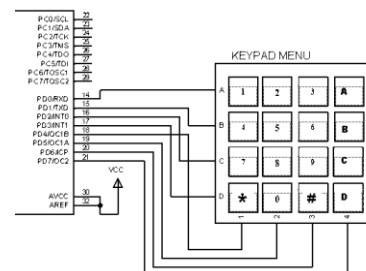 PC0/SCL 22
PC1/SDA 23
PC2/TCK 24
PC3/TMS 25
PC4/TDO 26
PC5/TDI 27
PC6/TOSC1 28
PC7/TOSC2 29
PD0/RXD 14
PD1/TXD 15
PD2/INT0 16
PD3/INT1 17
PD4/OC1B 18
PD5/OC1A 19
PD6/ICP 20
PD7/OC2 21
VCC
AVCC 30
AREF 32
KEYPAD MENU
A 1 2 3 A
B 4 5 6 B
C 7 8 9 C
D * 0 # D
1 2 3 4